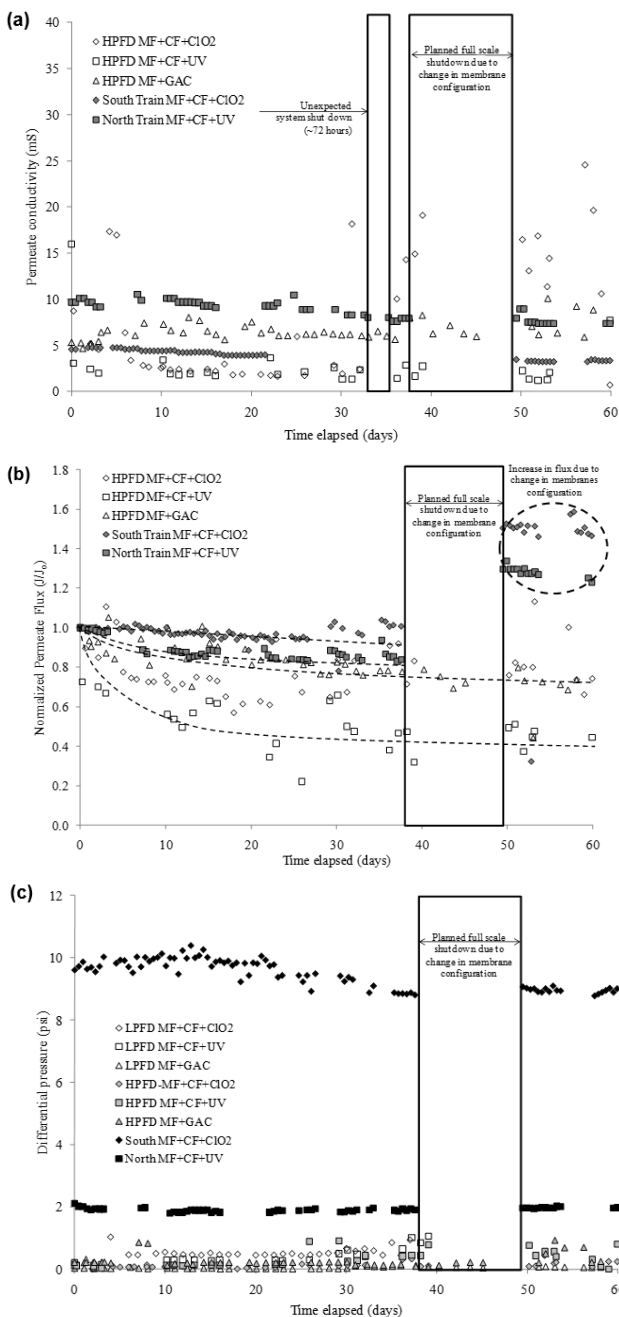 (a)
40
35
30
25
20
15
10
5
0
Permeate conductivity (mS)
HPFD MF+CF+ClO2
HPFD MF+CF+UV
HPFD MF+GAC
South Train MF+CF+ClO2
North Train MF+CF+UV
Unexpected
system shut down
(~72 hours)
Planned full scale
shutdown due to
change in membrane
configuration
0 10 20 30 40 50 60
Time elapsed (days)
(b)
1.8
1.6
1.4
1.2
1.0
0.8
0.6
0.4
0.2
0.0
Normalized Permeate Flux (J/Jo)
HPFD MF+CF+ClO2
HPFD MF+CF+UV
HPFD MF+GAC
South Train MF+CF+ClO2
North Train MF+CF+UV
Planned full scale
shutdown due to
change in membrane
configuration
Increase in flux due to
change in membranes
configuration
0 10 20 30 40 50 60
Time elapsed (days)
(c)
12
10
8
6
4
2
0
Differential pressure (psi)
Planned full scale
shutdown due to
change in membrane
configuration
LPFD MF+CF+ClO2
LPFD MF+CF+UV
LPFD MF+GAC
HPFD-MF+CF+ClO2
HPFD MF+CF+UV
HPFD MF+GAC
South MF+CF+ClO2
North MF+CF+UV
0 10 20 30 40 50 60
Time elapsed (days)